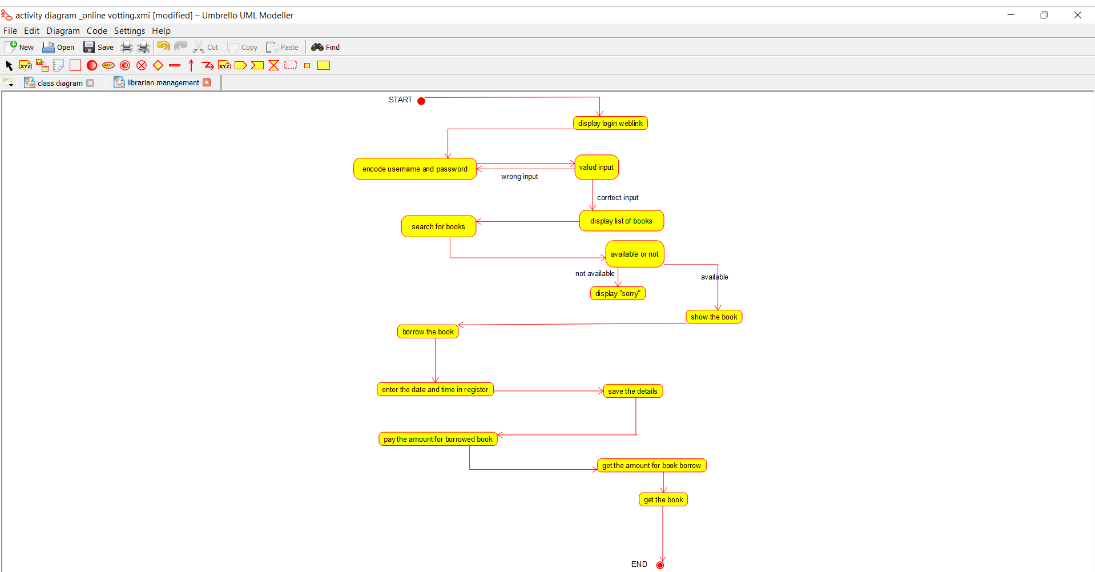 activity diagram _online votting.xmi [modified] – Umbrello UML Modeller
File Edit Diagram Code Settings Help
New Open Save Cut Copy Paste Find
class diagram librarian management
START
display login weblink
encode username and password
valud input
wrong input
corrtect input
display list of books
search for books
available or not
not available
available
display "sorry"
show the book
borrow the book
enter the date and time in register
save the details
pay the amount for borrowed book
get the amount for book borrow
get the book
END